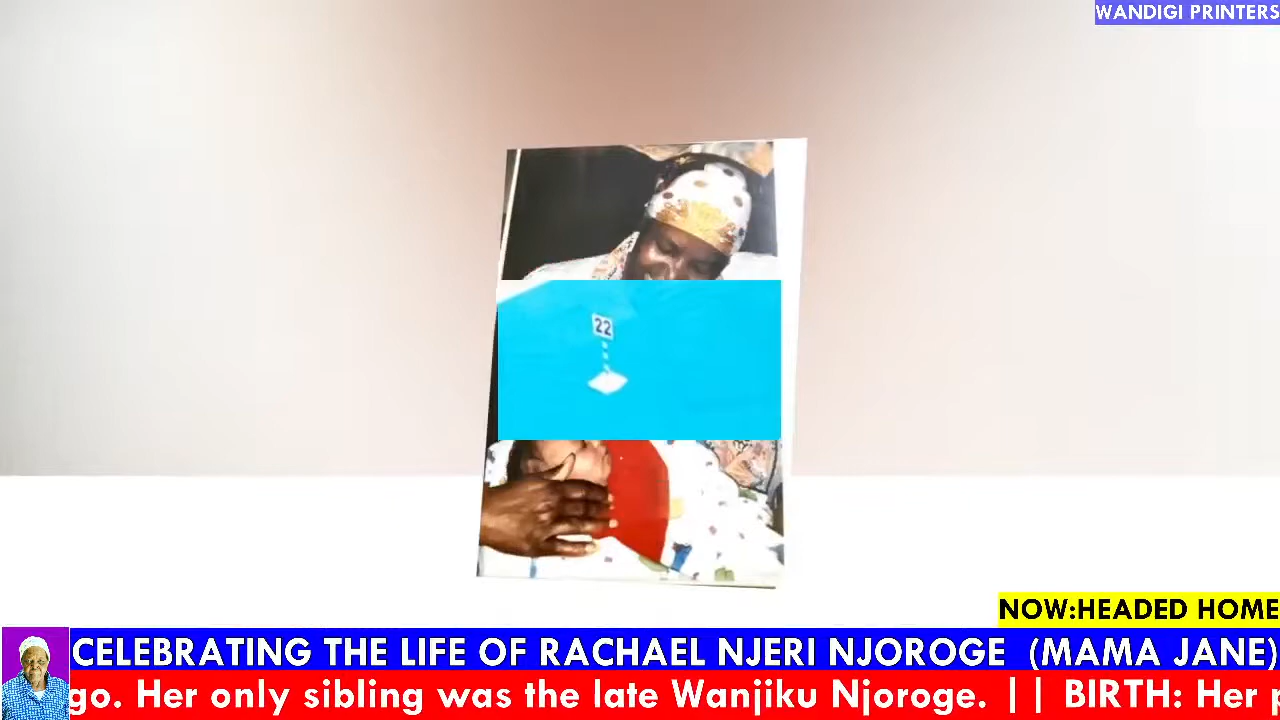 WANDIGI PRINTERS
22
NOW:HEADED HOME
CELEBRATING THE LIFE OF RACHAEL NJERI NJOROGE (MAMA JANE)
go. Her only sibling was the late Wanjiku Njoroge. || BIRTH: Her